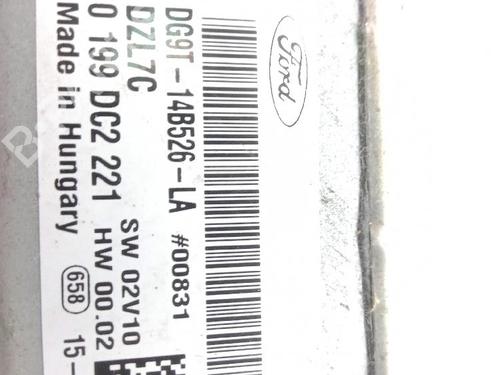 Ford
DG9T-14B526-LA #00831
DZL7C
0 199 DC2 221 SW 02V10
HW 00.02
Made in Hungary 658 15-